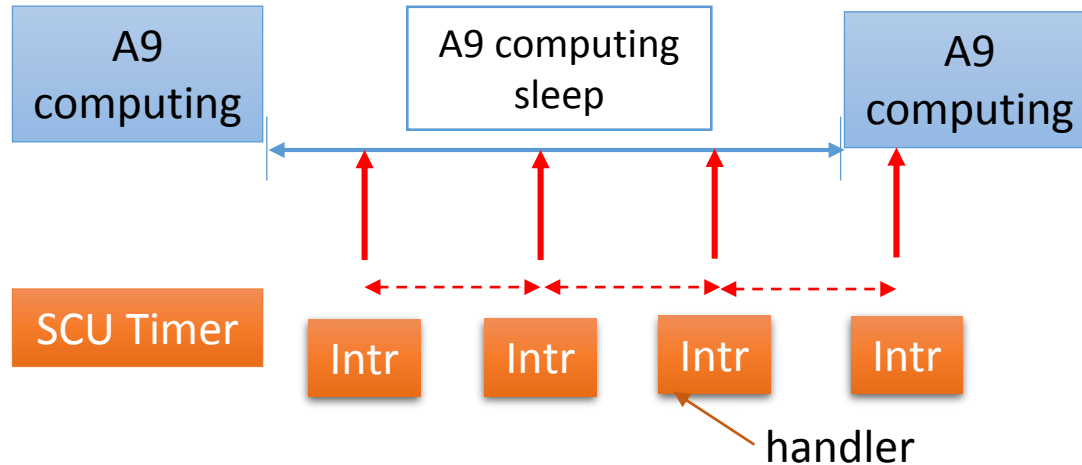 A9
computing
A9 computing
sleep
A9
computing
SCU Timer
Intr
Intr
Intr
Intr
handler